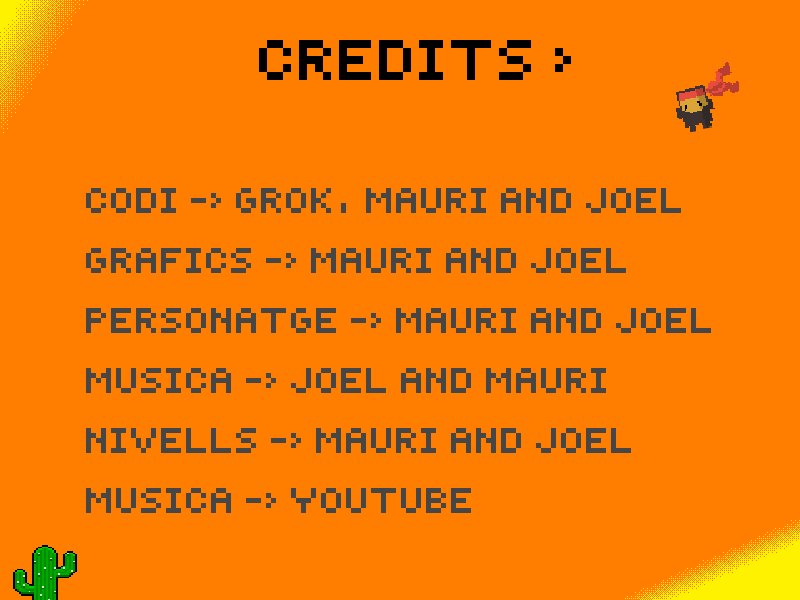 CREDITS >
CODI -> GROK, MAURI AND JOEL
GRAFICS -> MAURI AND JOEL
PERSONATGE -> MAURI AND JOEL
MUSICA -> JOEL AND MAURI
NIVELLS -> MAURI AND JOEL
MUSICA -> YOUTUBE